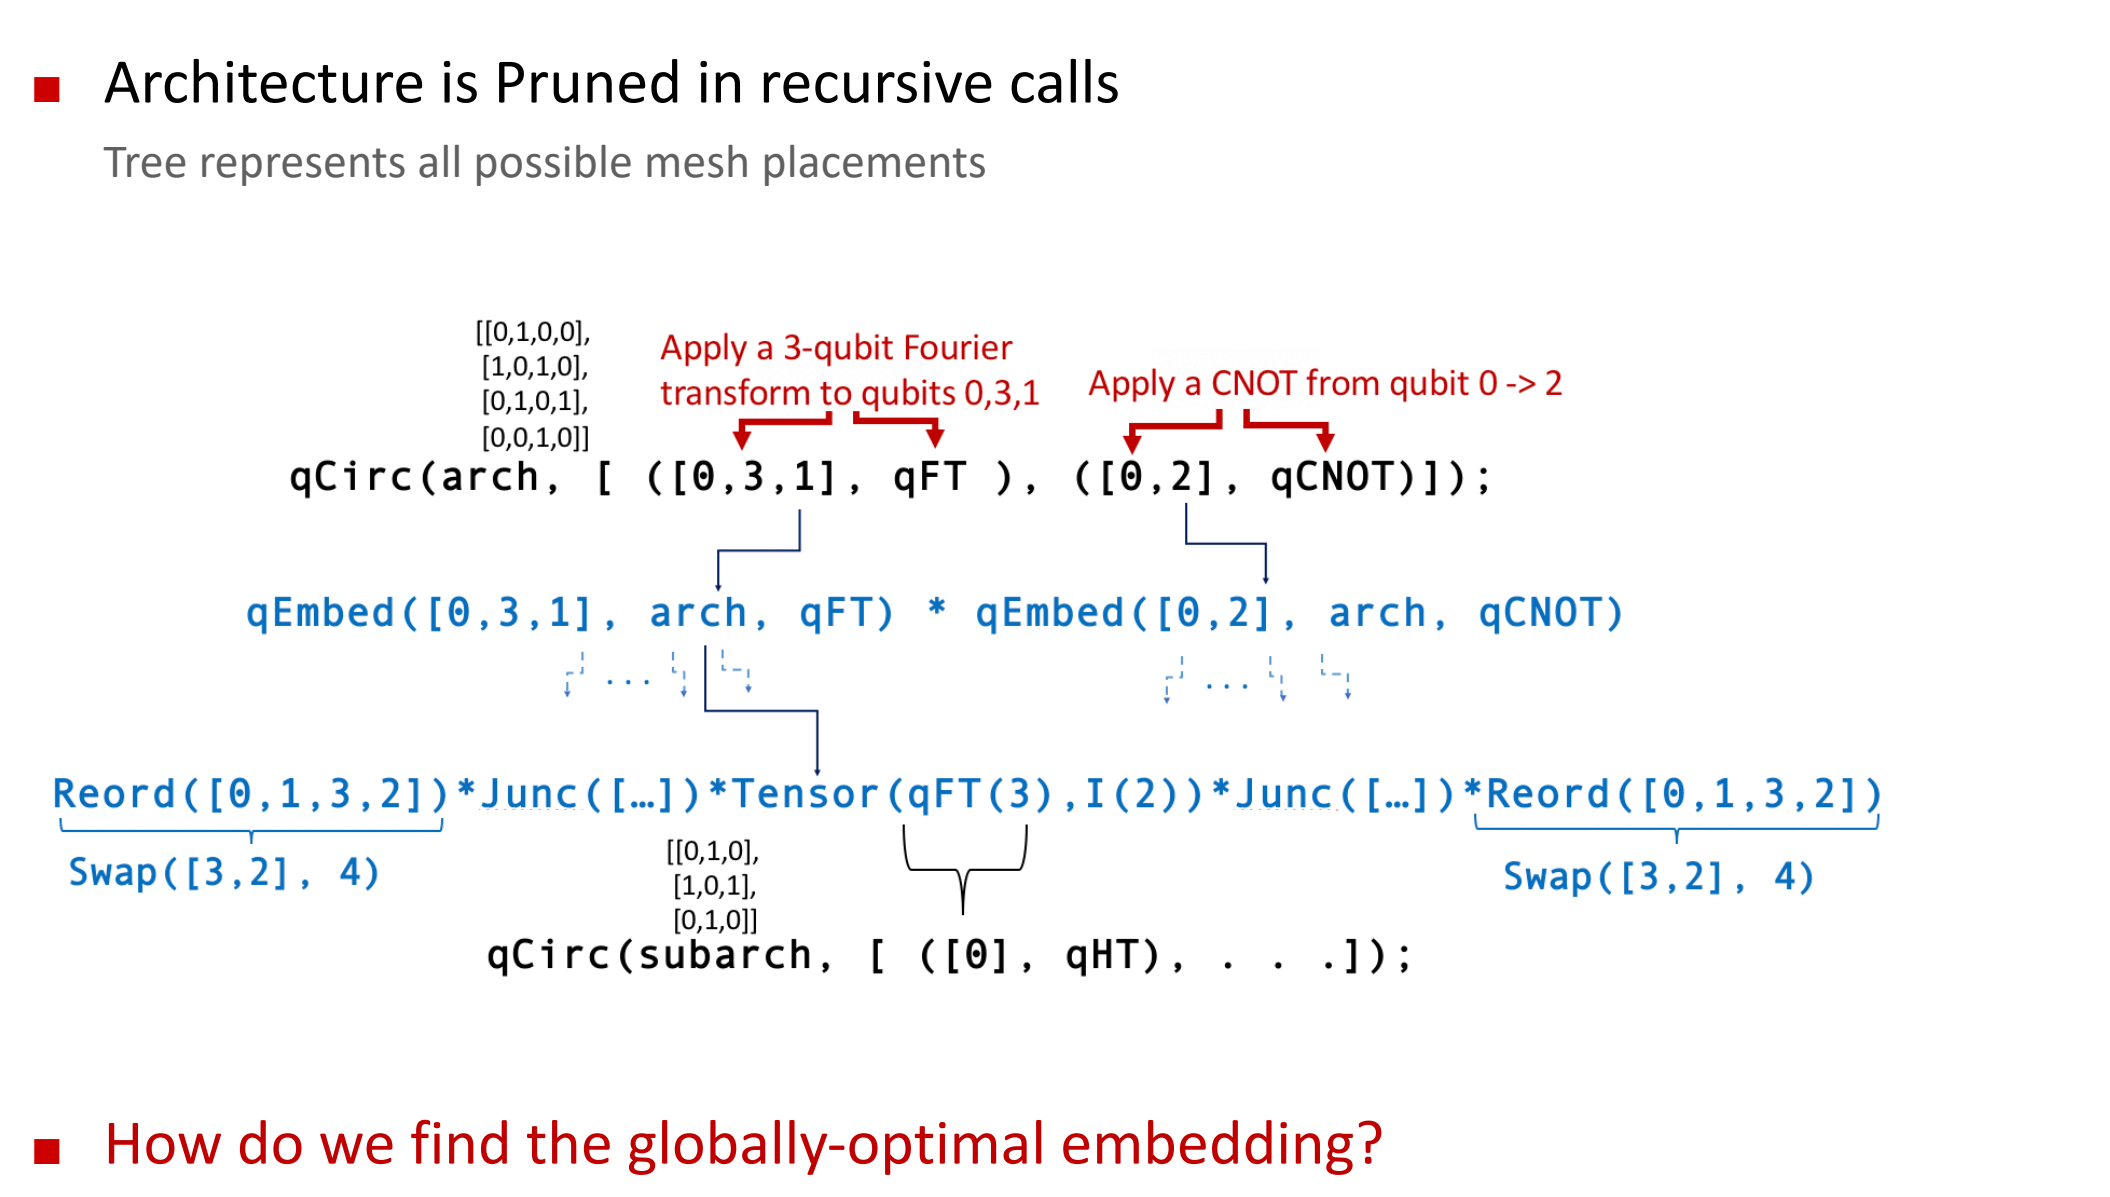 Architecture is Pruned in recursive calls
Tree represents all possible mesh placements
[[0,1,0,0],
[1,0,1,0],
[0,1,0,1],
[0,0,1,0]]
Apply a 3-qubit Fourier
transform to qubits 0,3,1
Apply a CNOT from qubit 0 -> 2
qCirc(arch, [ ([0,3,1], qFT ), ([0,2], qCNOT)]);
qEmbed([0,3,1], arch, qFT) * qEmbed([0,2], arch, qCNOT)
... ...
Reord([0,1,3,2])*Junc([…])*Tensor(qFT(3),I(2))*Junc([…])*Reord([0,1,3,2])
Swap([3,2], 4)
[[0,1,0],
[1,0,1],
[0,1,0]]
Swap([3,2], 4)
qCirc(subarch, [ ([0], qHT), . . .]);
How do we find the globally-optimal embedding?